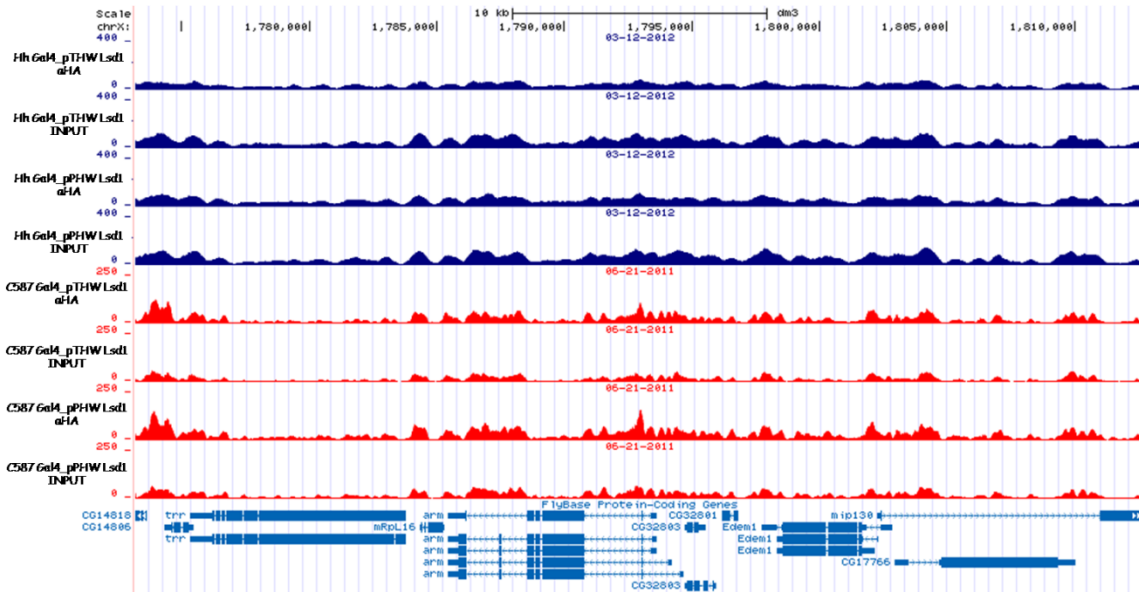 Scale 10 kb dm3
chrX: 1,780,000 1,785,000 1,790,000 1,795,000 1,800,000 1,805,000 1,810,000
03-12-2012
400
Hh Gal4_pTHW Lsd1
aHA
0
03-12-2012
400
Hh Gal4_pTHW Lsd1
INPUT
0
03-12-2012
400
Hh Gal4_pPHW Lsd1
aHA
0
03-12-2012
400
Hh Gal4_pPHW Lsd1
INPUT
0
06-21-2011
250
C587 Gal4_pTHW Lsd1
aHA
0
06-21-2011
250
C587 Gal4_pTHW Lsd1
INPUT
0
06-21-2011
250
C587 Gal4_pPHW Lsd1
aHA
0
06-21-2011
250
C587 Gal4_pPHW Lsd1
INPUT
0
FlyBase Protein-Coding Genes
CG14818 trr arm CG32801 mip130
CG14806 mRpL16 CG32803 Edem1
trr arm Edem1
arm Edem1
arm CG17766
arm
CG32803